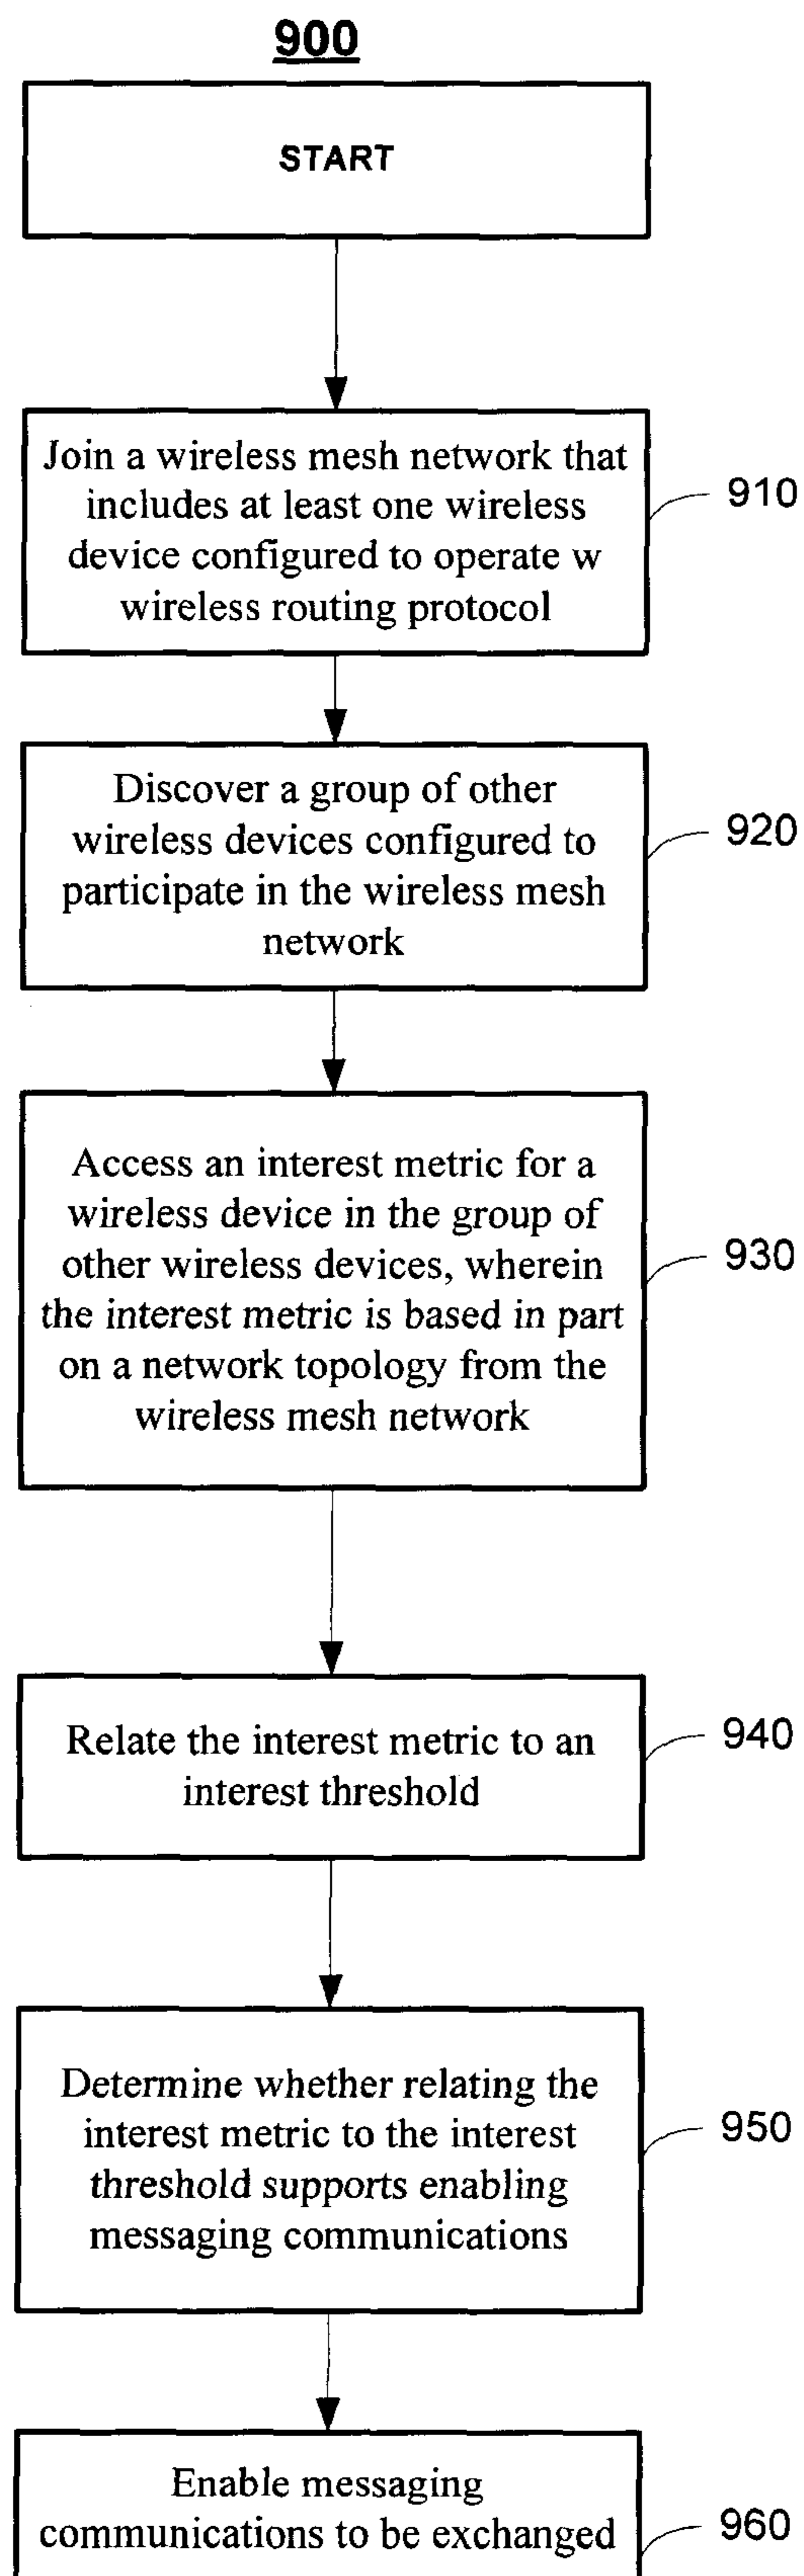 900
START
Join a wireless mesh network that
includes at least one wireless
device configured to operate w
wireless routing protocol
910
Discover a group of other
wireless devices configured to
participate in the wireless mesh
network
920
Access an interest metric for a
wireless device in the group of
other wireless devices, wherein
the interest metric is based in part
on a network topology from the
wireless mesh network
930
Relate the interest metric to an
interest threshold
940
Determine whether relating the
interest metric to the interest
threshold supports enabling
messaging communications
950
Enable messaging
communications to be exchanged
960